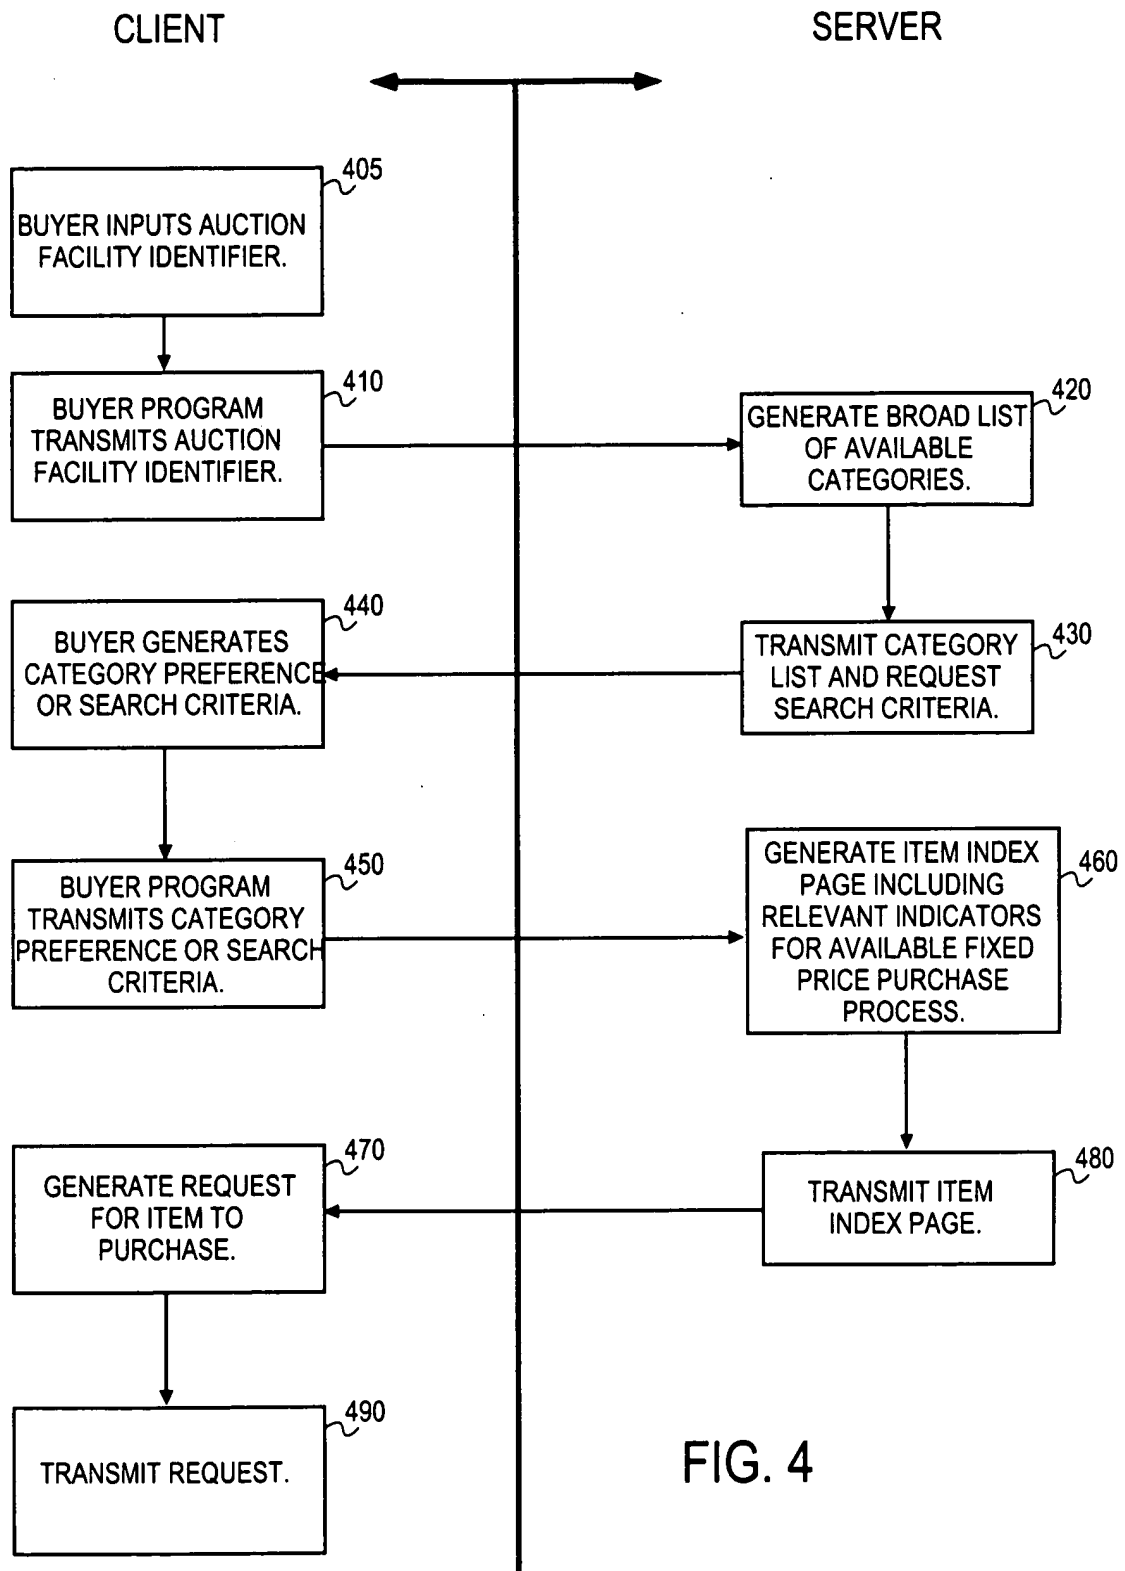 CLIENT
SERVER
405
BUYER INPUTS AUCTION
FACILITY IDENTIFIER.
410
BUYER PROGRAM
TRANSMITS AUCTION
FACILITY IDENTIFIER.
420
GENERATE BROAD LIST
OF AVAILABLE
CATEGORIES.
430
TRANSMIT CATEGORY
LIST AND REQUEST
SEARCH CRITERIA.
440
BUYER GENERATES
CATEGORY PREFERENCE
OR SEARCH CRITERIA.
450
BUYER PROGRAM
TRANSMITS CATEGORY
PREFERENCE OR SEARCH
CRITERIA.
460
GENERATE ITEM INDEX
PAGE INCLUDING
RELEVANT INDICATORS
FOR AVAILABLE FIXED
PRICE PURCHASE
PROCESS.
480
TRANSMIT ITEM
INDEX PAGE.
470
GENERATE REQUEST
FOR ITEM TO
PURCHASE.
490
TRANSMIT REQUEST.
FIG. 4